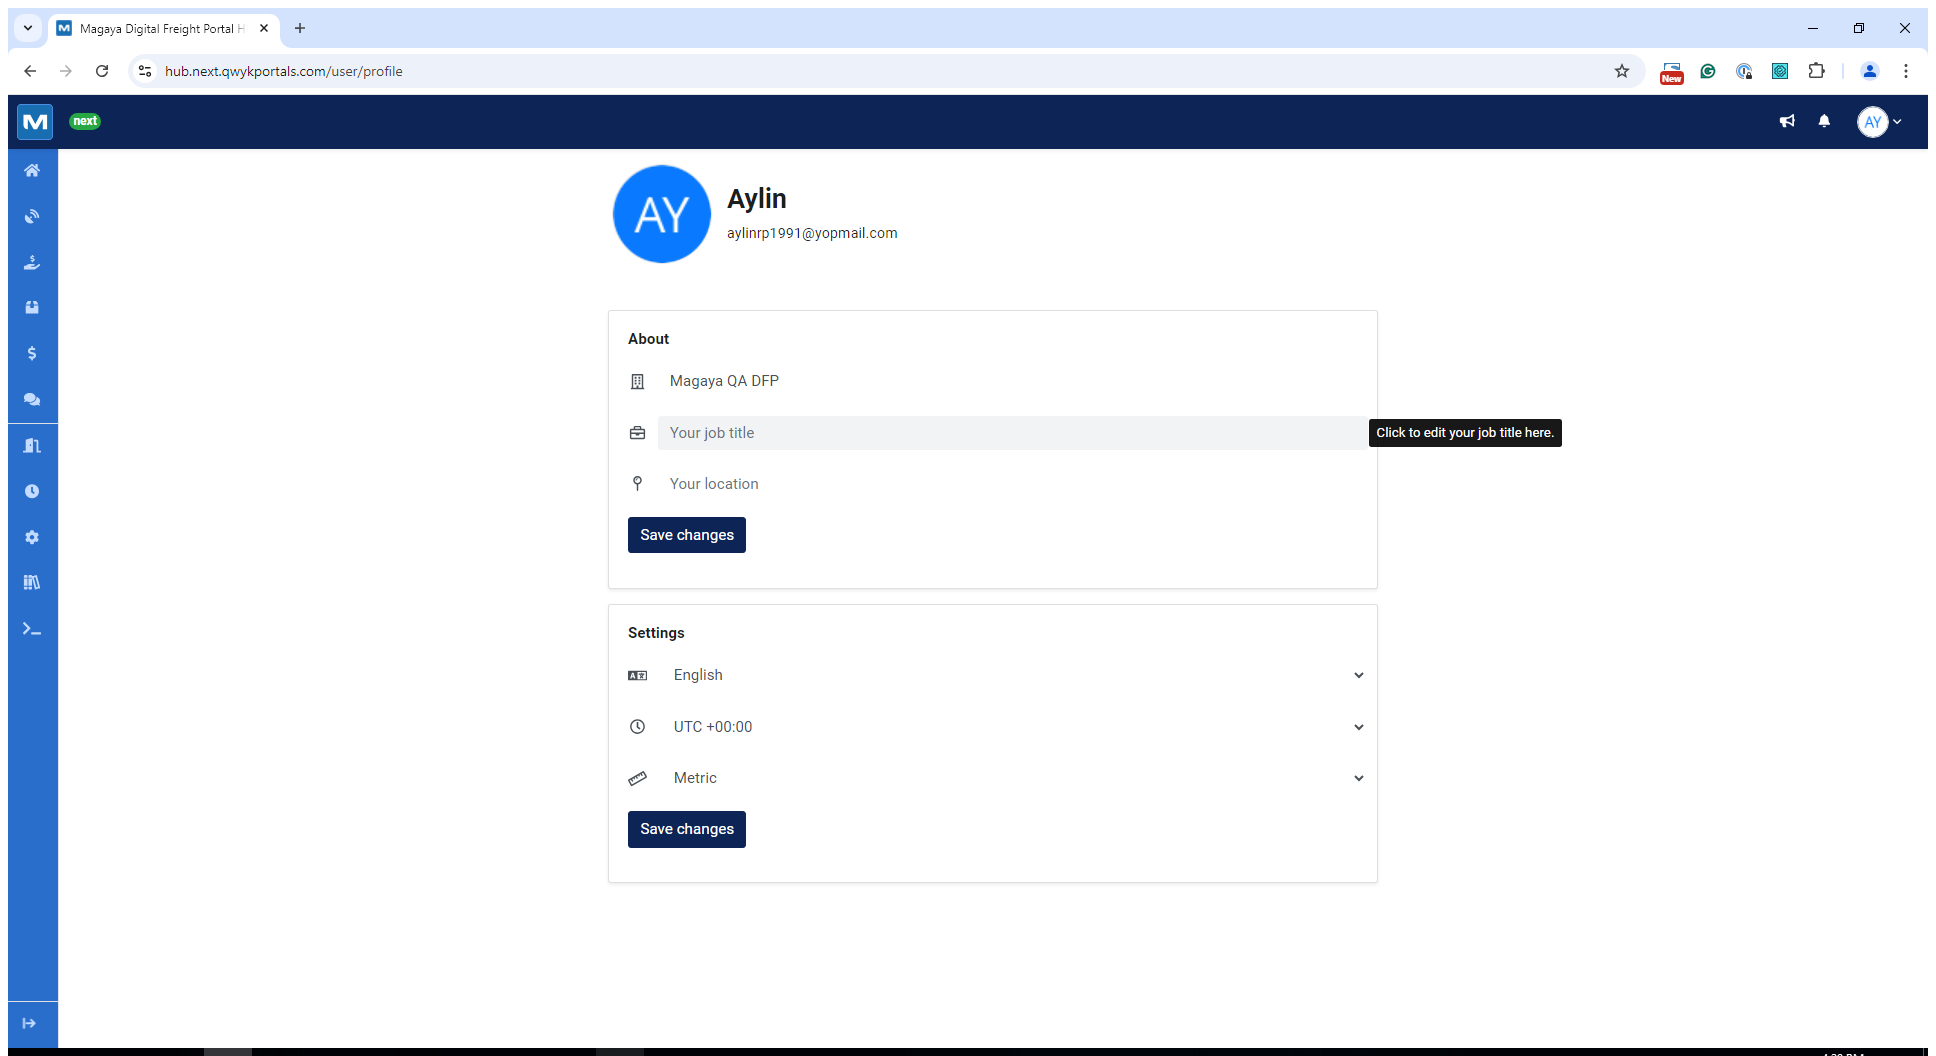 Magaya Digital Freight Portal H
hub.next.qwykportals.com/user/profile
New
M
next
AY
AY
Aylin
aylinrp1991@yopmail.com
About
Magaya QA DFP
Your job title
Click to edit your job title here.
Your location
Save changes
Settings
English
UTC +00:00
Metric
Save changes